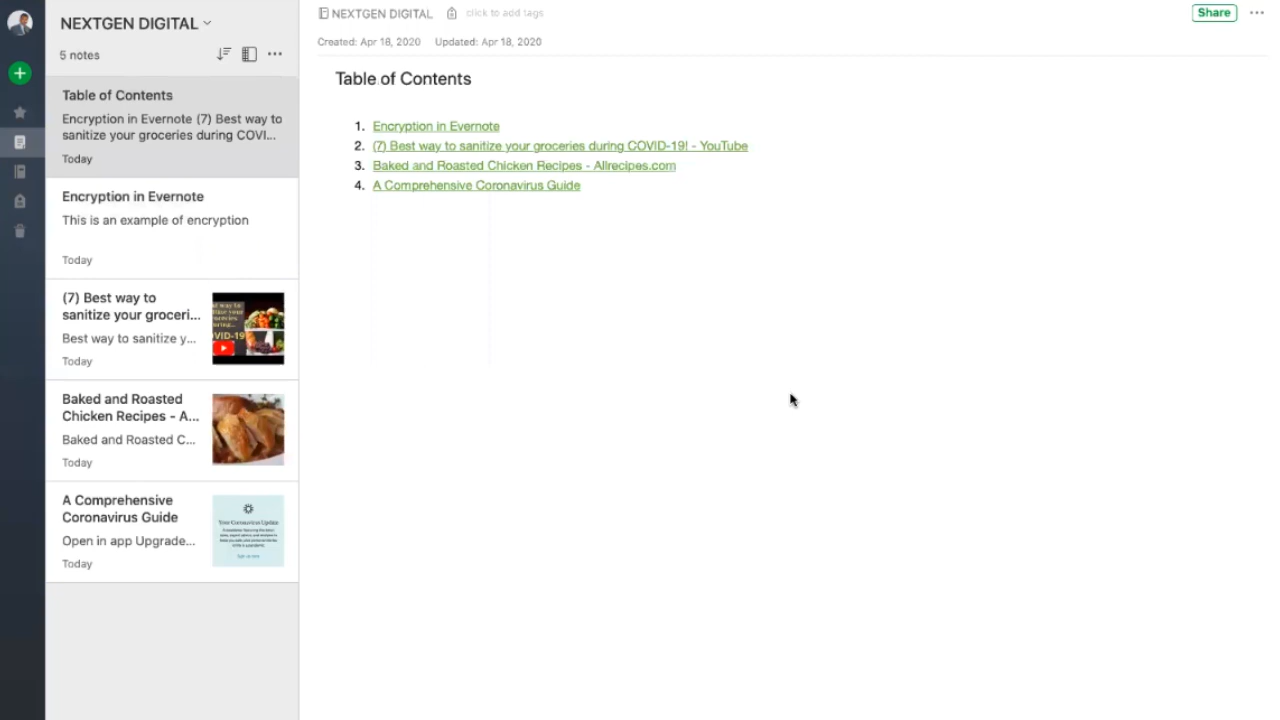 NEXTGEN DIGITAL
5 notes
Table of Contents
Encryption in Evernote (7) Best way to
sanitize your groceries during COVI...
Today
Encryption in Evernote
This is an example of encryption
Today
(7) Best way to
sanitize your groceri...
Best way to sanitize y...
Today
COVID-19
Baked and Roasted
Chicken Recipes - A...
Baked and Roasted C...
Today
A Comprehensive
Coronavirus Guide
Open in app Upgrade...
Today
Your Coronavirus Update
NEXTGEN DIGITAL
click to add tags
Share
Created: Apr 18, 2020 Updated: Apr 18, 2020
Table of Contents
1. Encryption in Evernote
2. (7) Best way to sanitize your groceries during COVID-19! - YouTube
3. Baked and Roasted Chicken Recipes - Allrecipes.com
4. A Comprehensive Coronavirus Guide